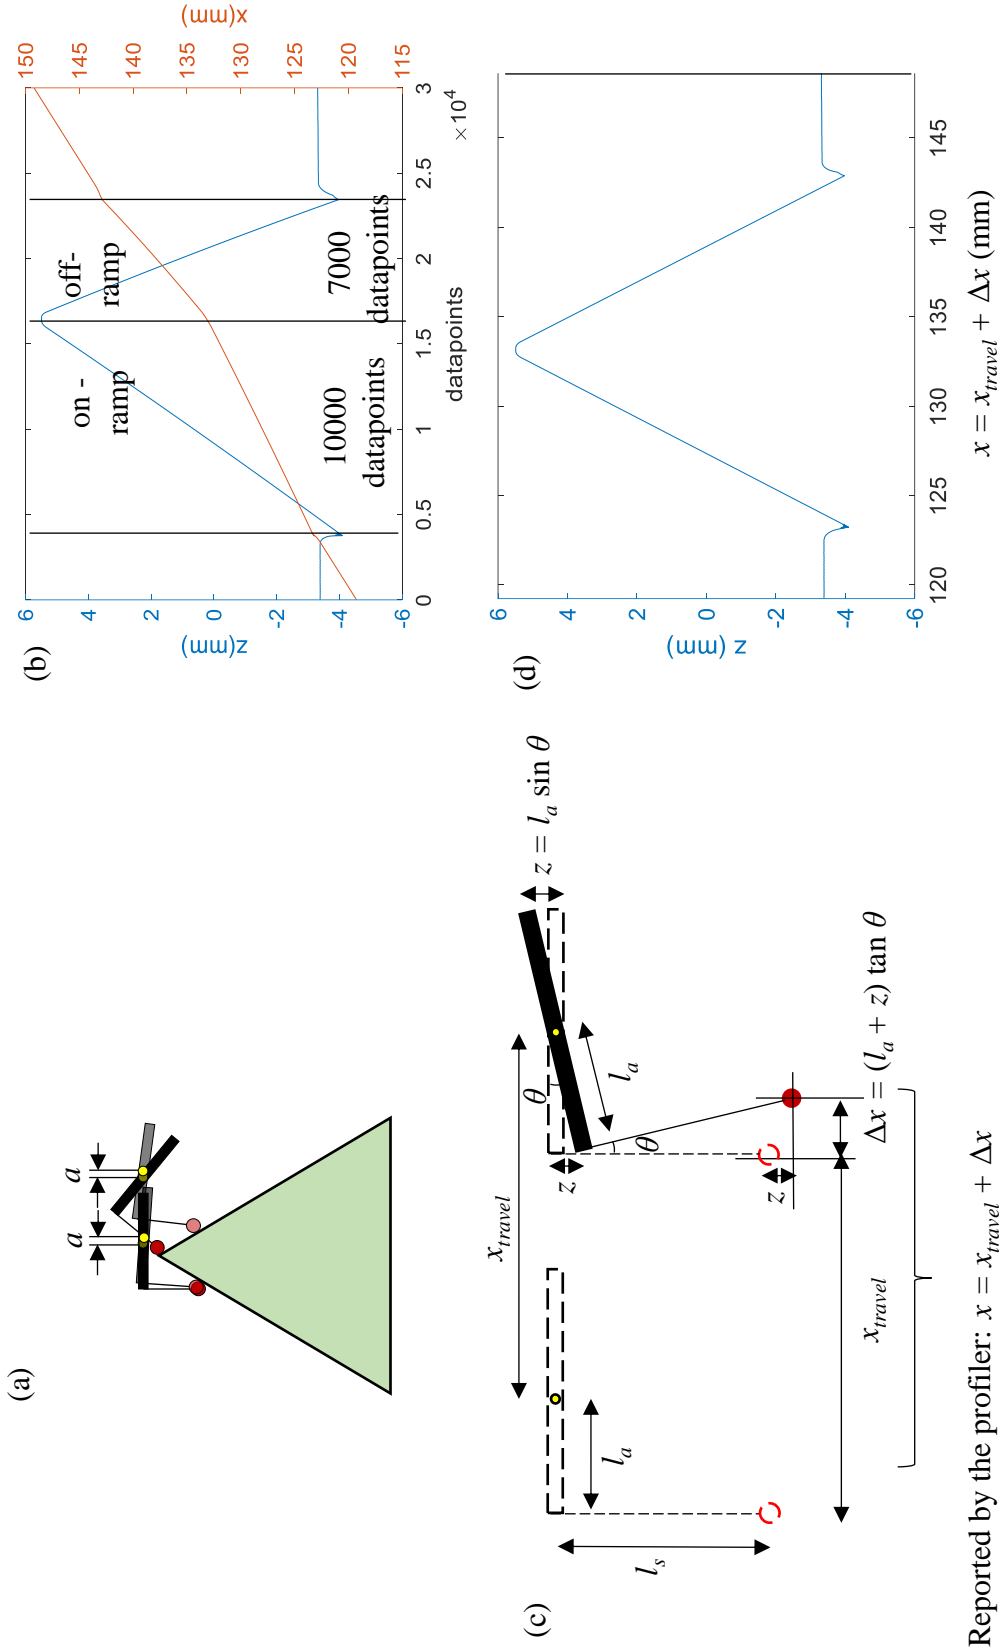 (a)
a
a
(b)
z(mm)
6
4
2
0
-2
-4
-6
x(mm)
150
145
140
135
130
125
120
115
on -
ramp
off-
ramp
10000
datapoints
7000
datapoints
0
0.5
1
1.5
2
2.5
3
×10⁴
datapoints
(c)
x_travel
l_a
l_s
θ
l_a
z = l_a sin θ
z
θ
z
Δx = (l_a + z) tan θ
x_travel
Reported by the profiler: x = x_travel + Δx
(d)
z (mm)
6
4
2
0
-2
-4
-6
120
125
130
135
140
145
x = x_travel + Δx (mm)